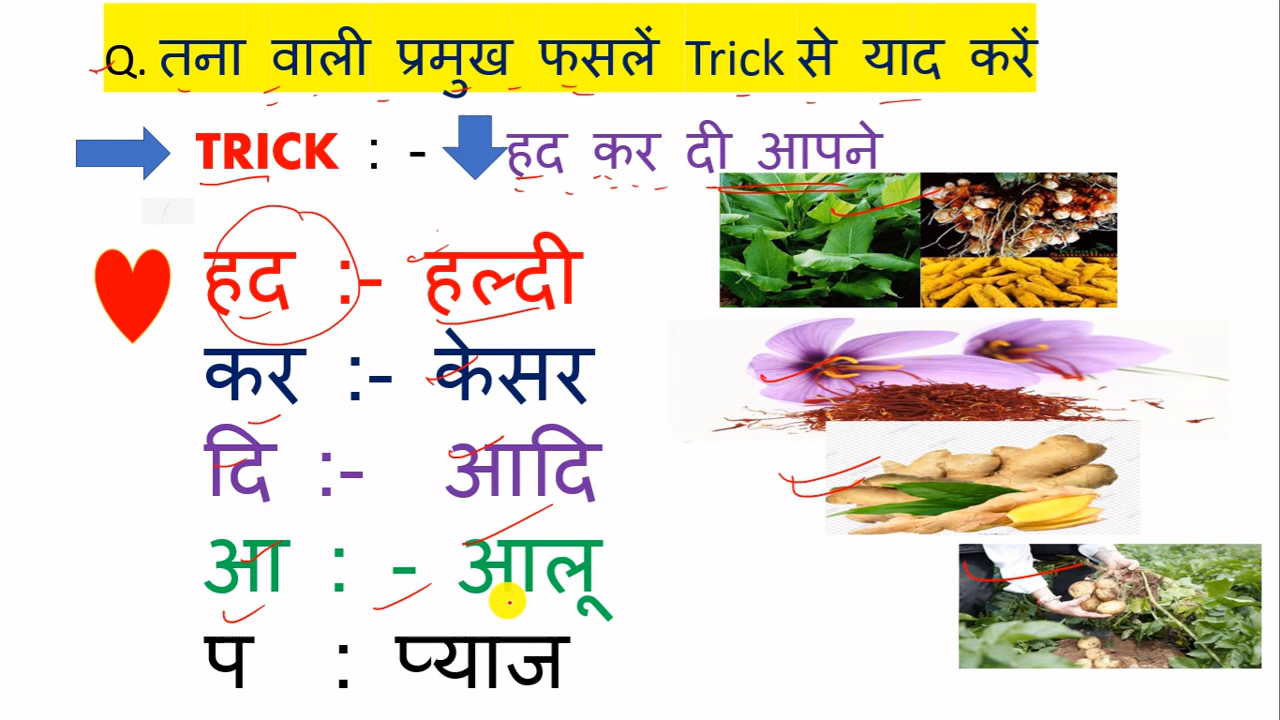 Q. तना वाली प्रमुख फसलें Trick से याद करें
TRICK : - हद कर दी आपने
हद :- हल्दी
कर :- केसर
दि :- आदि
आ : - आलू
प : प्याज